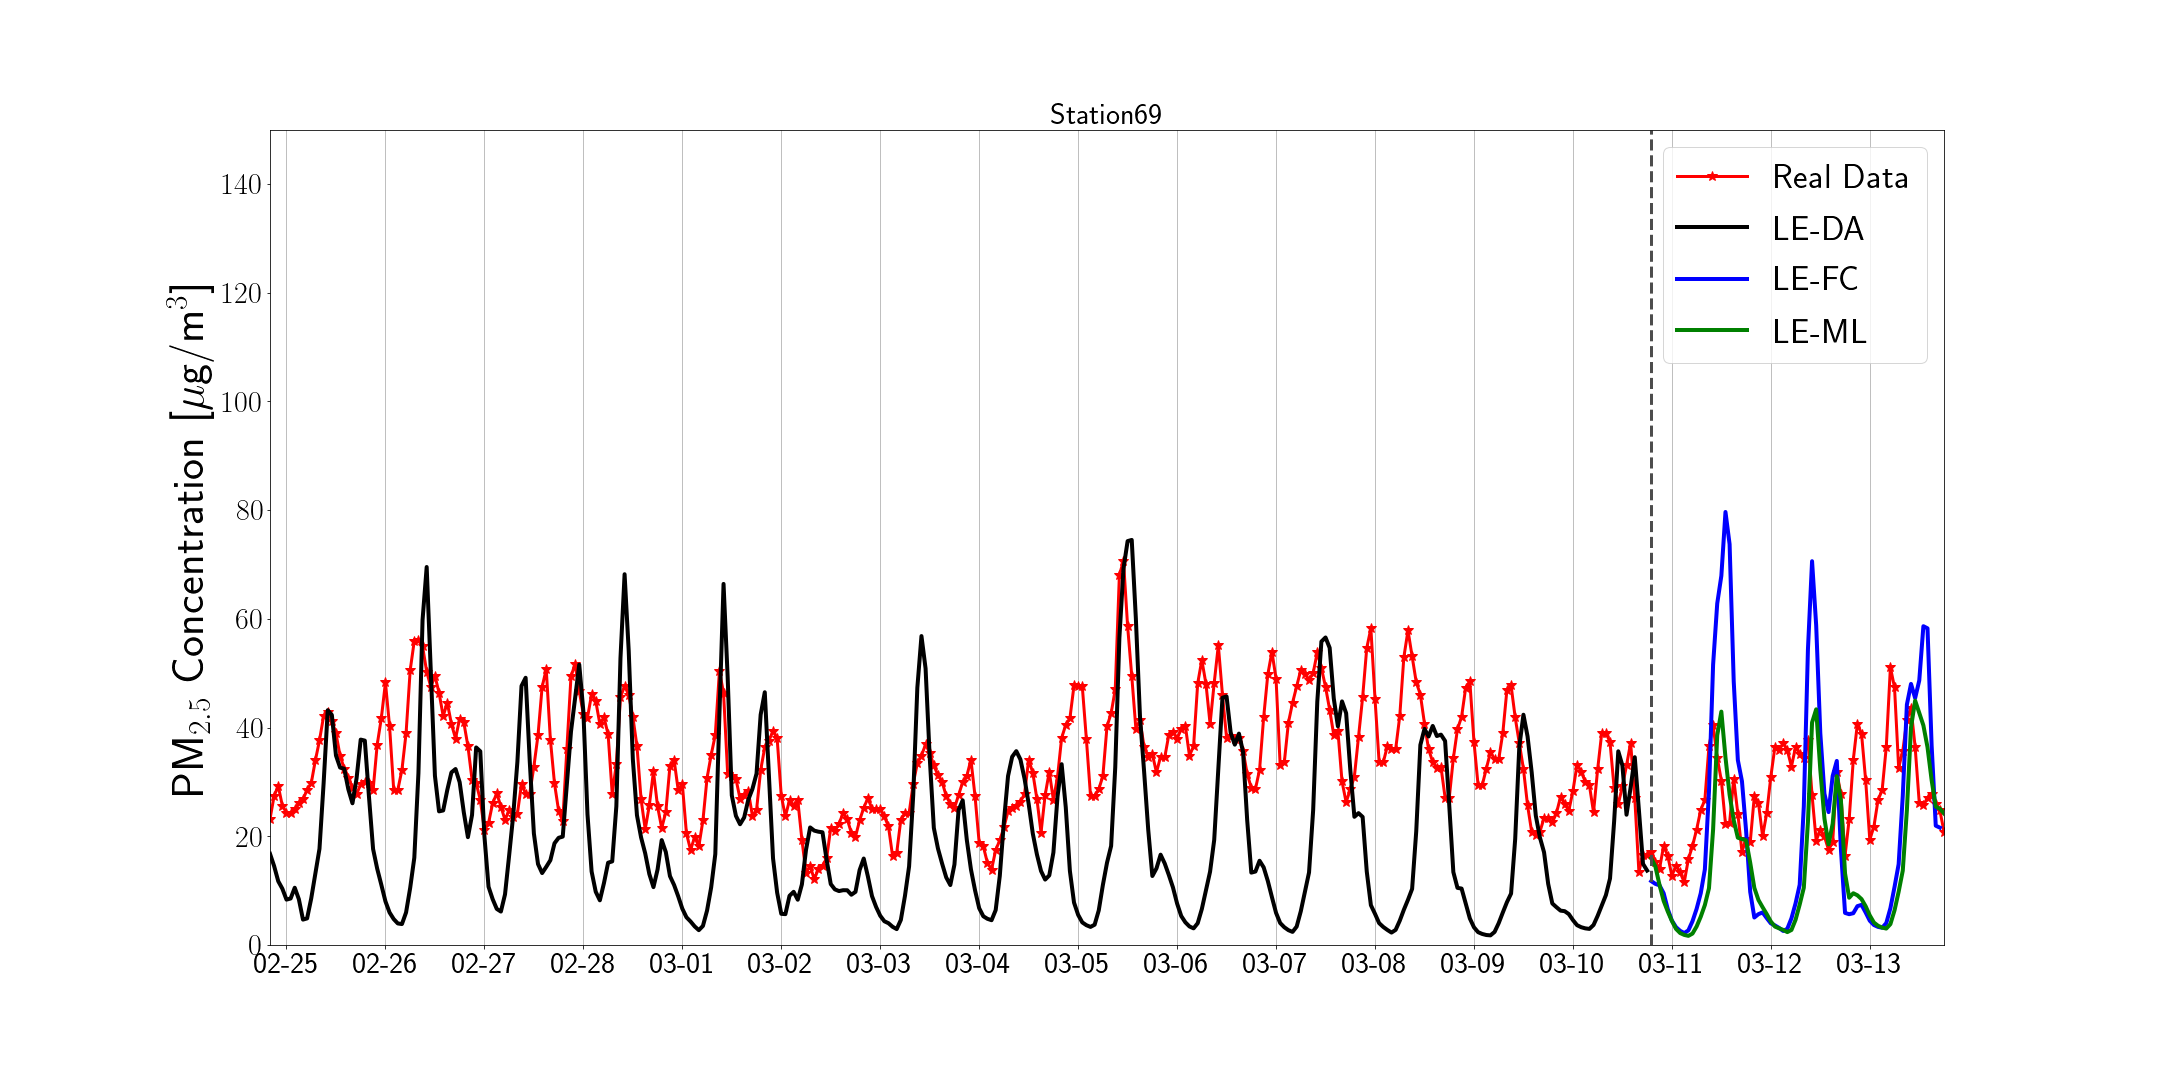 Station69
PM2.5 Concentration [μg/m³]
140
120
100
80
60
40
20
0
02-25 02-26 02-27 02-28 03-01 03-02 03-03 03-04 03-05 03-06 03-07 03-08 03-09 03-10 03-11 03-12 03-13
Real Data
LE-DA
LE-FC
LE-ML